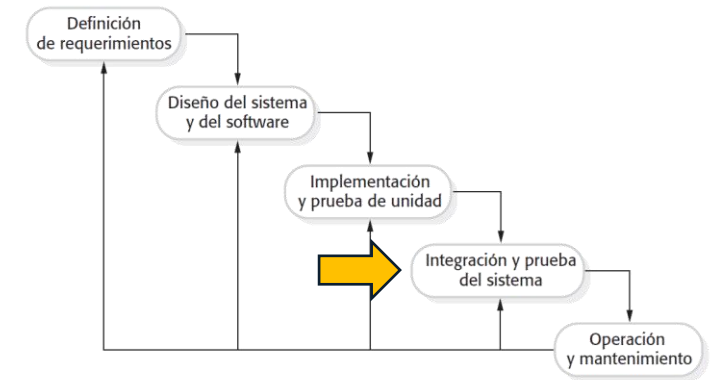 Definición
de requerimientos
Diseño del sistema
y del software
Implementación
y prueba de unidad
Integración y prueba
del sistema
Operación
y mantenimiento